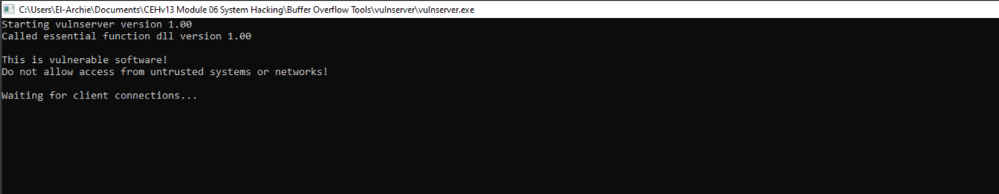 C:\Users\El-Archie\Documents\CEHv13 Module 06 System Hacking\Buffer Overflow Tools\vulnserver\vulnserver.exe
Starting vulnserver version 1.00
Called essential function dll version 1.00
This is vulnerable software!
Do not allow access from untrusted systems or networks!
Waiting for client connections...